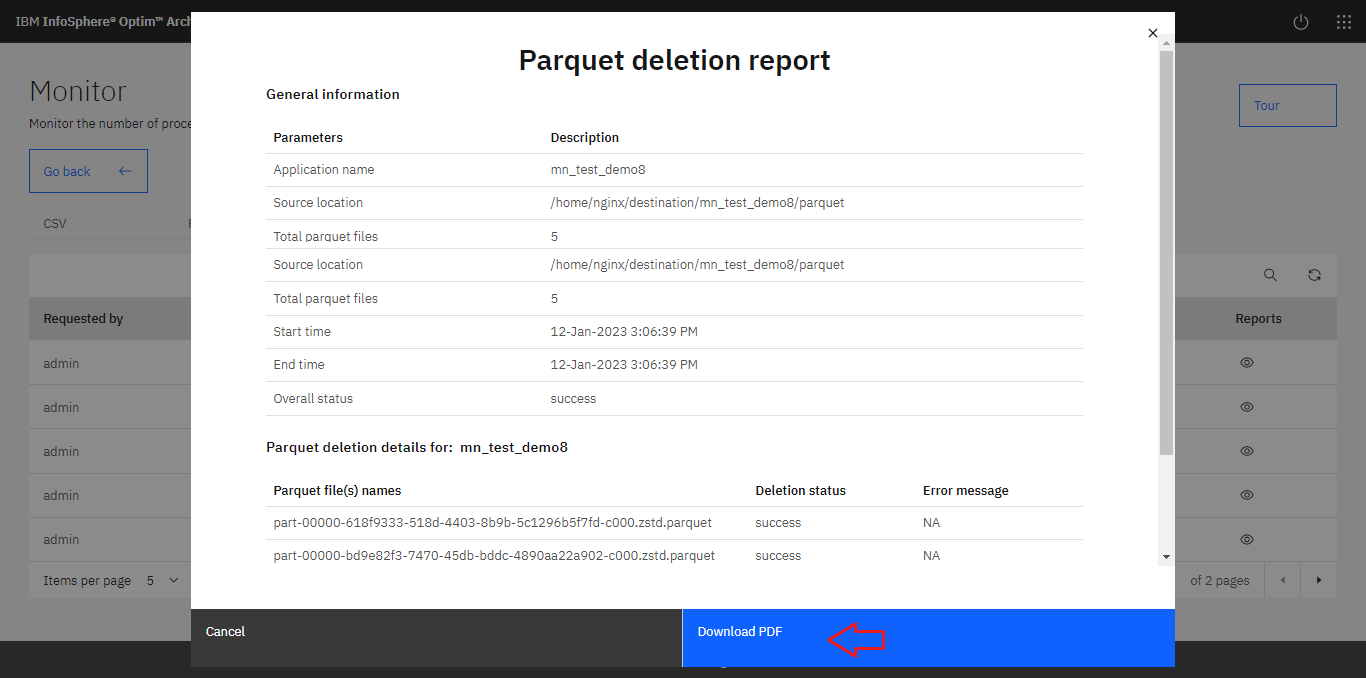 IBM InfoSphere® Optim™ Arch
Parquet deletion report
Monitor
Monitor the number of proce
Tour
Go back
CSV
General information
Parameters Description
Application name mn_test_demo8
Source location /home/nginx/destination/mn_test_demo8/parquet
Total parquet files 5
Source location /home/nginx/destination/mn_test_demo8/parquet
Total parquet files 5
Start time 12-Jan-2023 3:06:39 PM
End time 12-Jan-2023 3:06:39 PM
Overall status success
Parquet deletion details for: mn_test_demo8
Parquet file(s) names Deletion status Error message
part-00000-618f9333-518d-4403-8b9b-5c1296b5f7fd-c000.zstd.parquet success NA
part-00000-bd9e82f3-7470-45db-bddc-4890aa22a902-c000.zstd.parquet success NA
Requested by Reports
admin
admin
admin
admin
admin
Items per page 5 of 2 pages
Cancel Download PDF